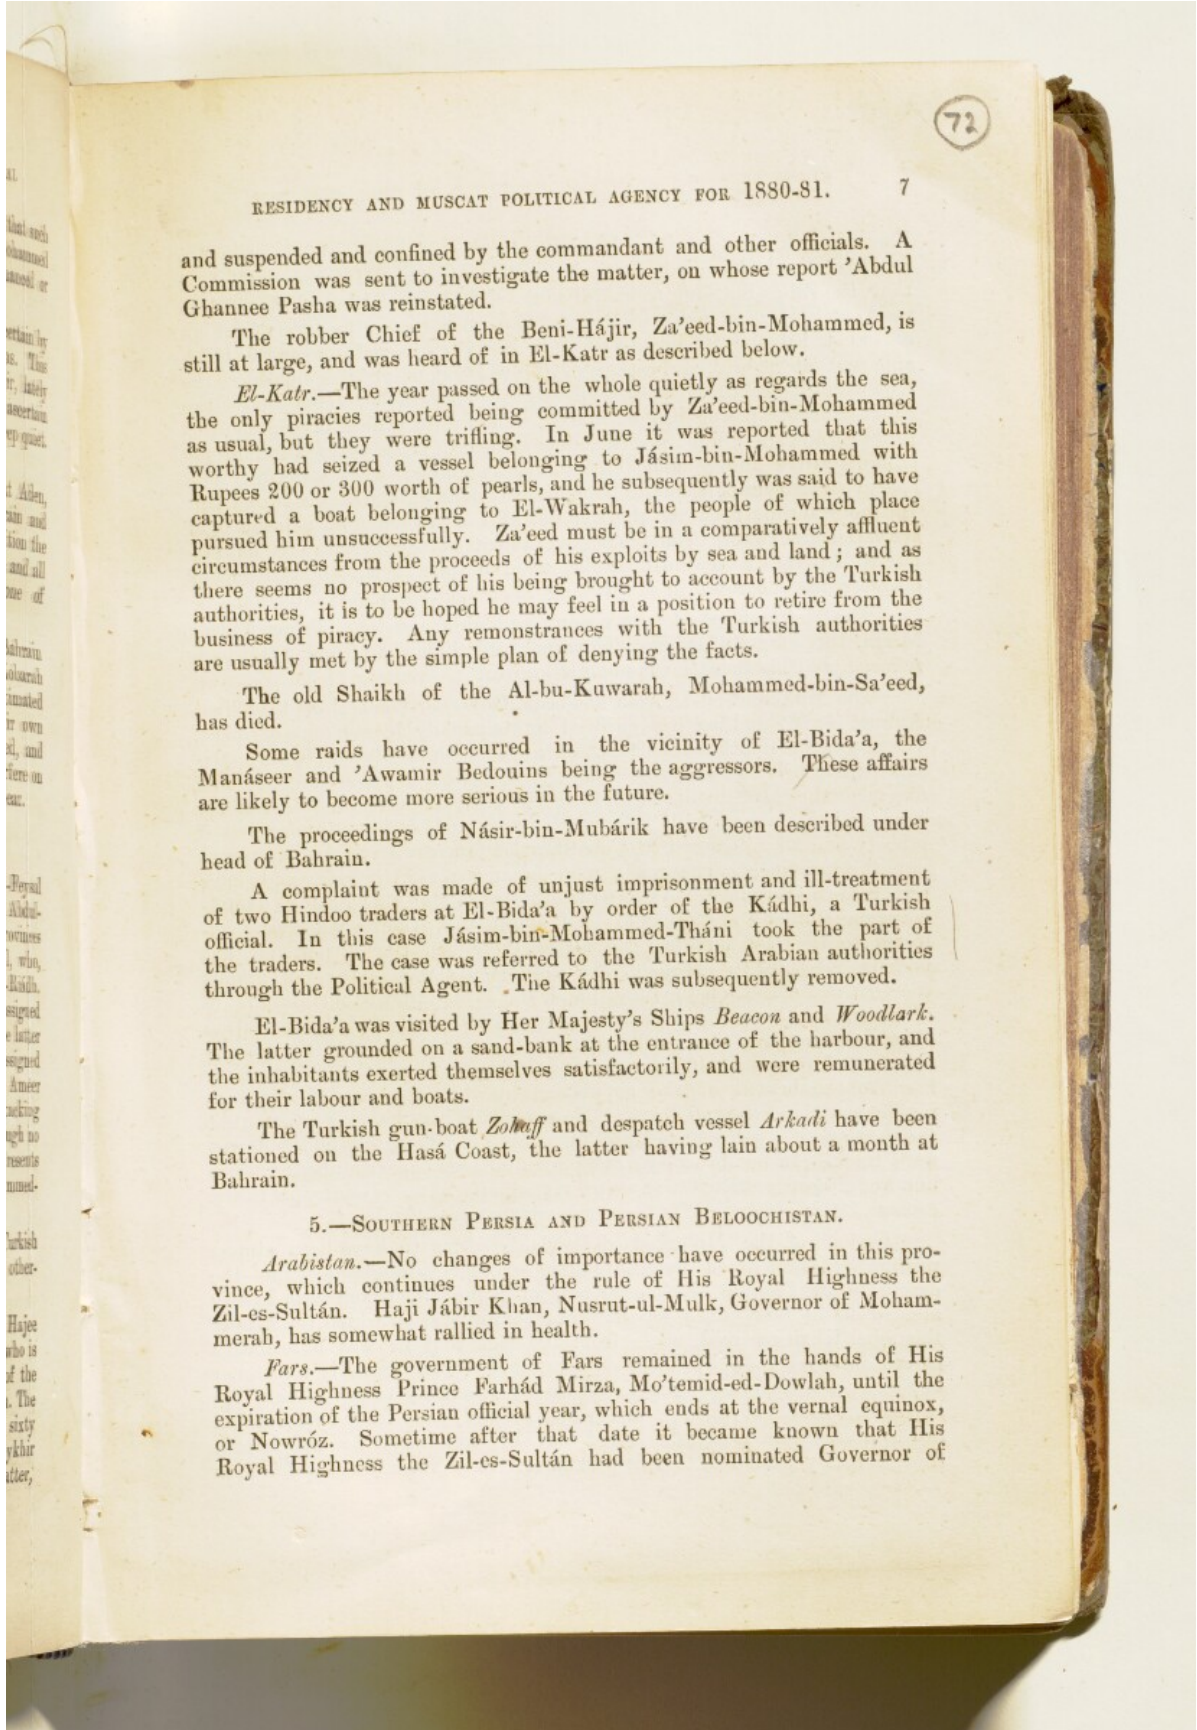 72
RESIDENCY AND MUSCAT POLITICAL AGENCY FOR 1880-81. 7
and suspended and confined by the commandant and other officials. A
Commission was sent to investigate the matter, on whose report ’Abdul
Ghannee Pasha was reinstated.
The robber Chief of the Beni-Hájir, Za’eed-bin-Mohammed, is
still at large, and was heard of in El-Katr as described below.
El-Katr.—The year passed on the whole quietly as regards the sea,
the only piracies reported being committed by Za’eed-bin-Mohammed
as usual, but they were trifling. In June it was reported that this
worthy had seized a vessel belonging to Jásim-bin-Mohammed with
Rupees 200 or 300 worth of pearls, and he subsequently was said to have
captured a boat belonging to El-Wakrah, the people of which place
pursued him unsuccessfully. Za’eed must be in a comparatively affluent
circumstances from the proceeds of his exploits by sea and land; and as
there seems no prospect of his being brought to account by the Turkish
authorities, it is to be hoped he may feel in a position to retire from the
business of piracy. Any remonstrances with the Turkish authorities
are usually met by the simple plan of denying the facts.
The old Shaikh of the Al-bu-Kuwarah, Mohammed-bin-Sa’eed,
has died.
Some raids have occurred in the vicinity of El-Bida’a, the
Manáseer and ’Awamir Bedouins being the aggressors. These affairs
are likely to become more serious in the future.
The proceedings of Násir-bin-Mubárik have been described under
head of Bahrain.
A complaint was made of unjust imprisonment and ill-treatment
of two Hindoo traders at El-Bida’a by order of the Kádhi, a Turkish
official. In this case Jásim-bin-Mohammed-Tháni took the part of
the traders. The case was referred to the Turkish Arabian authorities
through the Political Agent. The Kádhi was subsequently removed.
El-Bida’a was visited by Her Majesty’s Ships Beacon and Woodlark.
The latter grounded on a sand-bank at the entrance of the harbour, and
the inhabitants exerted themselves satisfactorily, and were remunerated
for their labour and boats.
The Turkish gun-boat Zohaff and despatch vessel Arkadi have been
stationed on the Hasá Coast, the latter having lain about a month at
Bahrain.
5.—SOUTHERN PERSIA AND PERSIAN BELOOCHISTAN.
Arabistan.—No changes of importance have occurred in this pro-
vince, which continues under the rule of His Royal Highness the
Zil-es-Sultán. Haji Jábir Khan, Nusrut-ul-Mulk, Governor of Moham-
merah, has somewhat rallied in health.
Fars.—The government of Fars remained in the hands of His
Royal Highness Prince Farhád Mirza, Mo’temid-ed-Dowlah, until the
expiration of the Persian official year, which ends at the vernal equinox,
or Nowróz. Sometime after that date it became known that His
Royal Highness the Zil-es-Sultán had been nominated Governor of